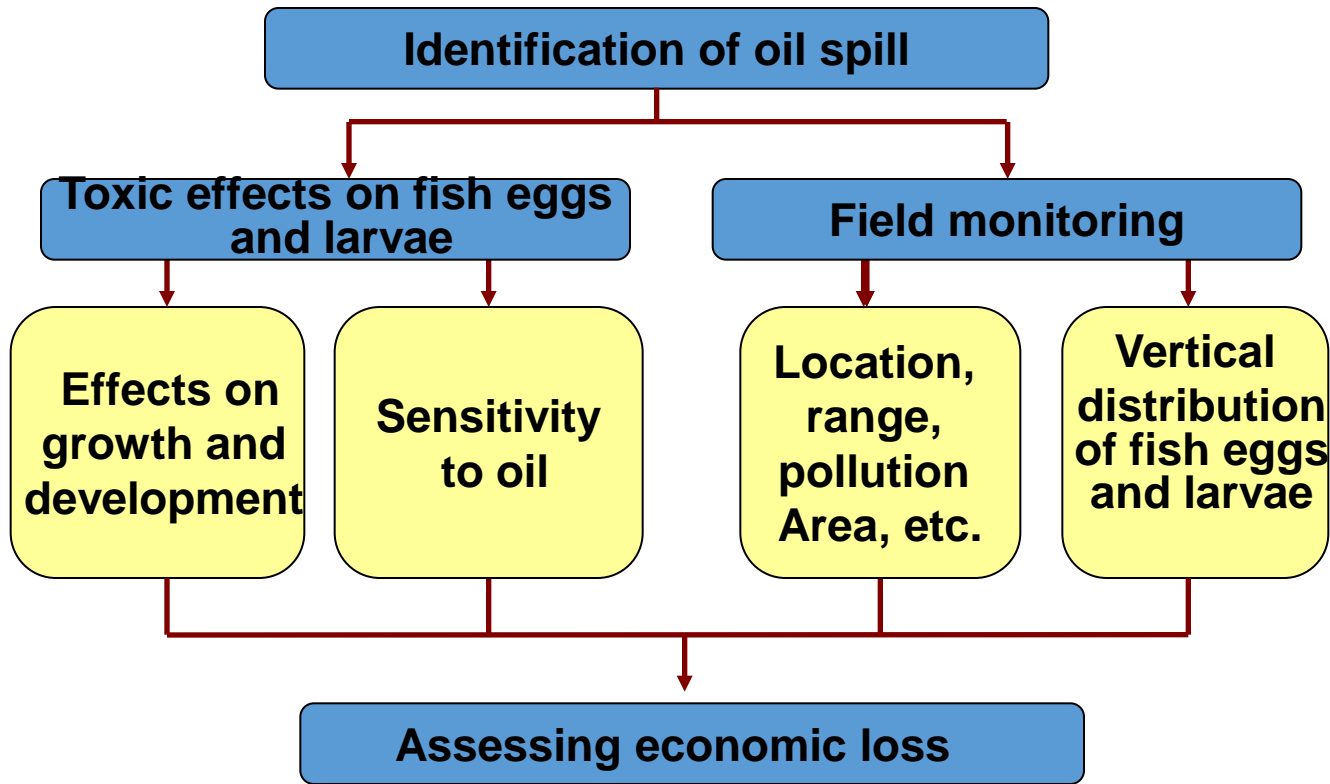 Identification of oil spill
Toxic effects on fish eggs
and larvae
Field monitoring
Effects on
growth and
development
Sensitivity
to oil
Location,
range,
pollution
Area, etc.
Vertical
distribution
of fish eggs
and larvae
Assessing economic loss